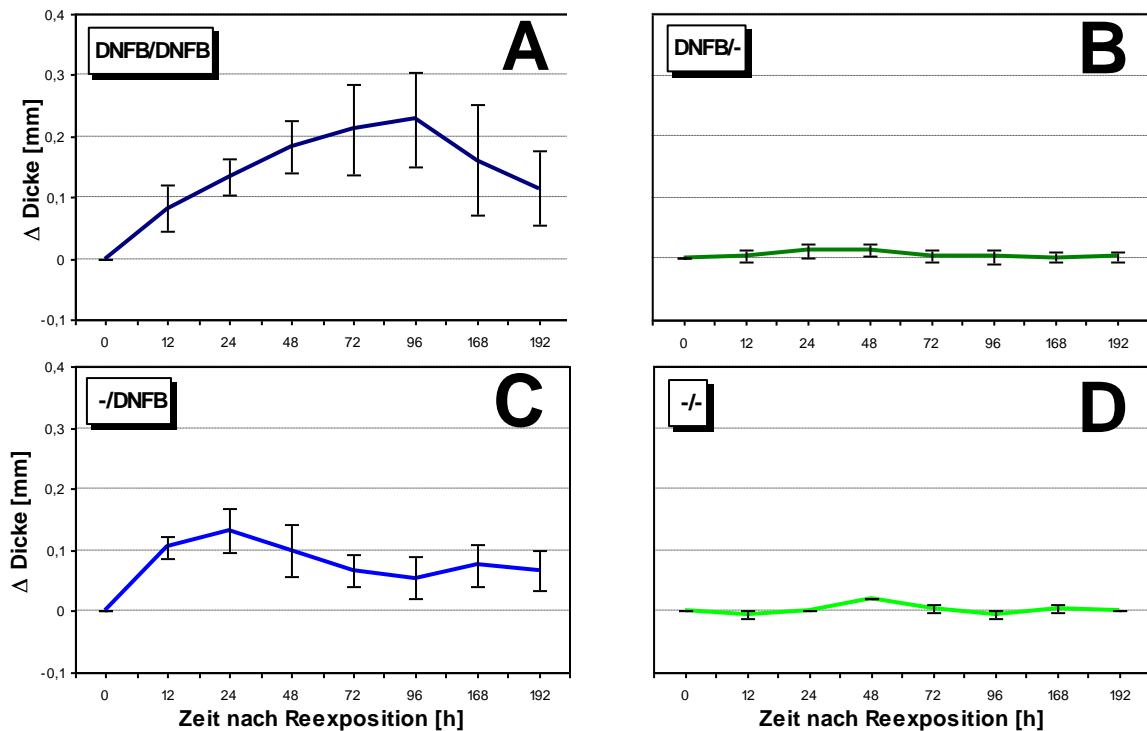 0,4
0,3
0,2
0,1
0
-0,1
Δ Dicke [mm]
DNFB/DNFB
A
0 12 24 48 72 96 168 192
DNFB/-
B
0 12 24 48 72 96 168 192
0,4
0,3
0,2
0,1
0
-0,1
Δ Dicke [mm]
-/DNFB
C
0 12 24 48 72 96 168 192
Zeit nach Reexposition [h]
-/-
D
0 12 24 48 72 96 168 192
Zeit nach Reexposition [h]